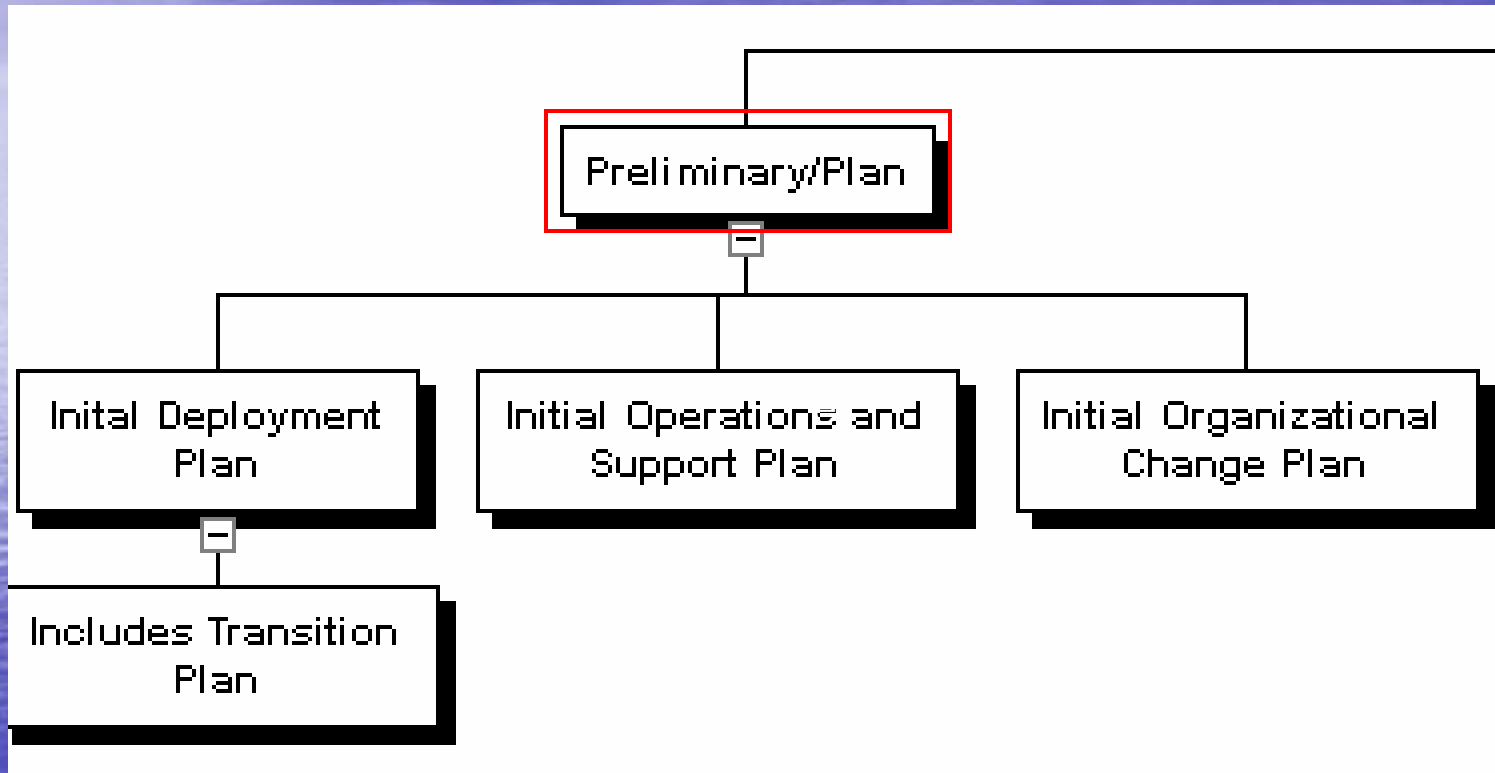 Preliminary/Plan
Inital Deployment
Plan
Initial Operations and
Support Plan
Initial Organizational
Change Plan
Includes Transition
Plan